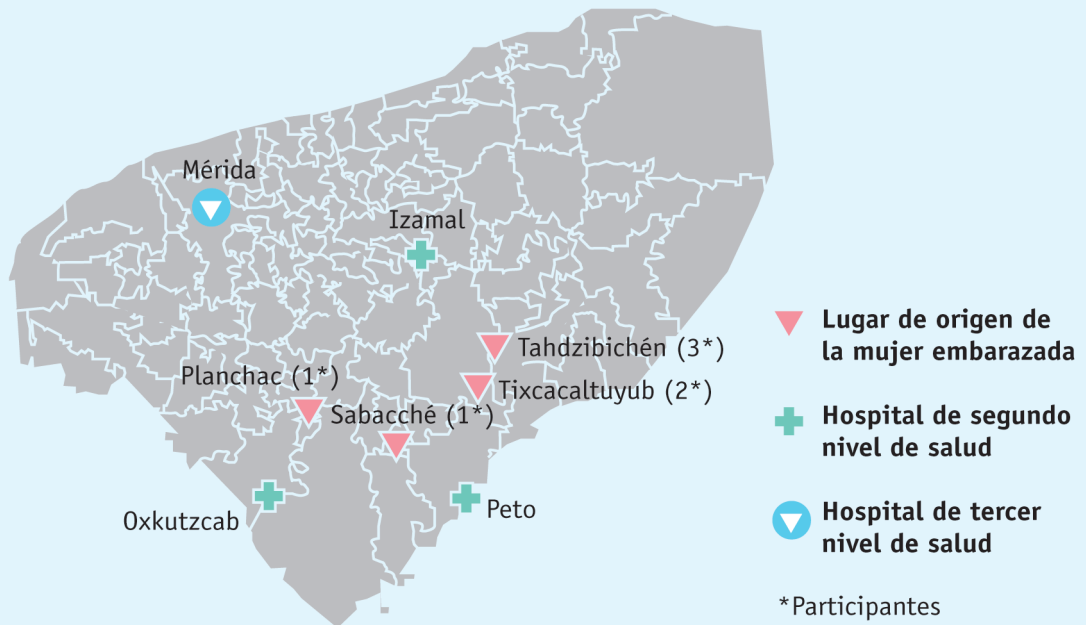 Mérida
Izamal
Tahdzibichén (3*)
Planchac (1*)
Tixcacaltuyub (2*)
Sabacché (1*)
Oxkutzcab
Peto
Lugar de origen de
la mujer embarazada
Hospital de segundo
nivel de salud
Hospital de tercer
nivel de salud
*Participantes